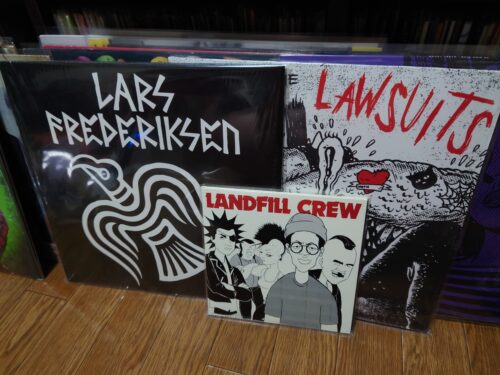 LARS
FREDERIKSEN
E
LAWSUITS
LANDFILL CREW